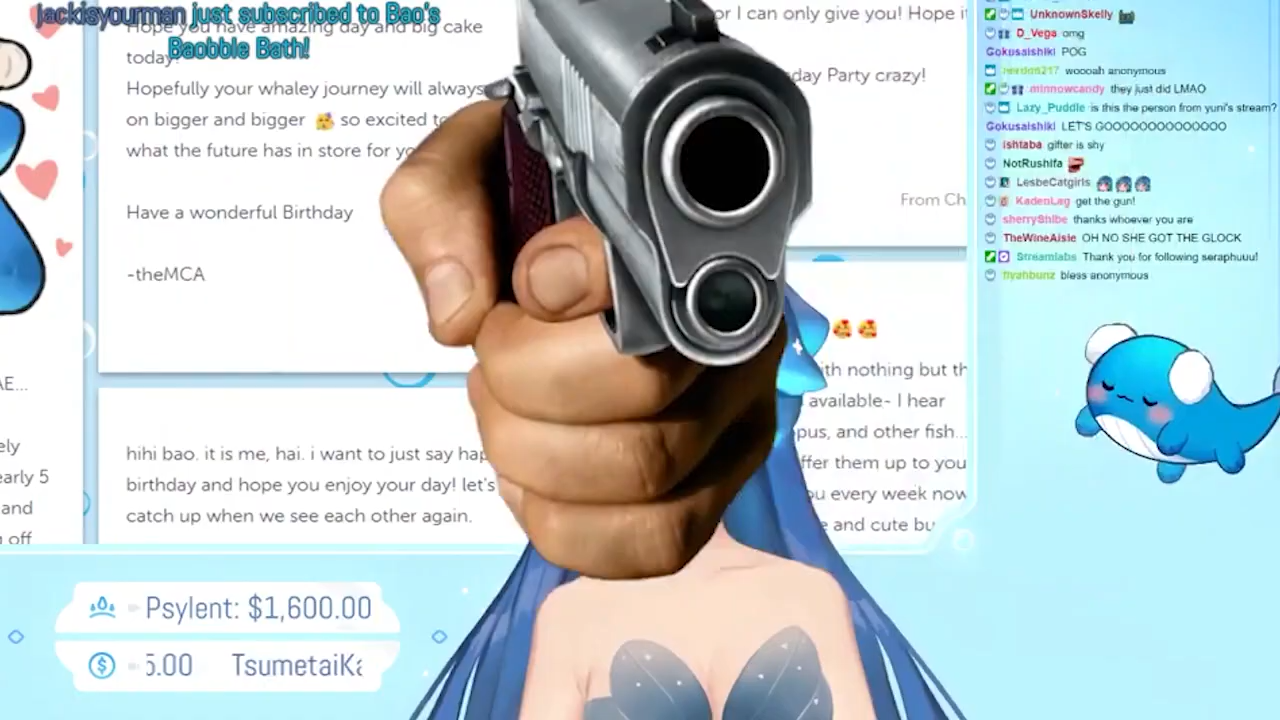 jackisyourman just subscribed to Bao's
Baobble Bath!
Hope you have amazing day and big cake
today!
Hopefully your whaley journey will always
on bigger and bigger 🥳 so excited to
what the future has in store for yo
Have a wonderful Birthday
-theMCA
or I can only give you! Hope it
day Party crazy!
From Ch
AE...
ely
early 5
and
off
hihi bao. it is me, hai. i want to just say hap
birthday and hope you enjoy your day! let's
catch up when we see each other again.
🥰 🥰
ith nothing but th
available~ I hear
pus, and other fish...
ffer them up to you
ou every week now
e and cute bu
Psylent: $1,600.00
5.00 TsumetaiKa
UnknownSkelly
D_Vega omg
Gokusaishiki POG
woooah anonymous
minnowcandy they just did LMAO
Lazy_Puddle is this the person from yuni's stream?
Gokusaishiki LET'S GOOOOOOOOOOOOOO
ishtaba gifter is shy
NotRushifa
LesbeCatgirls
KadenLag get the gun!
sherryShibe thanks whoever you are
TheWineAisle OH NO SHE GOT THE GLOCK
Streamlabs Thank you for following seraphuuu!
flyahbunz bless anonymous